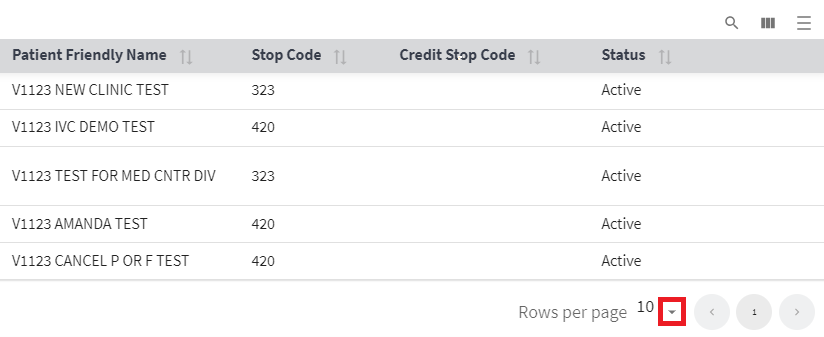 Patient Friendly Name Stop Code Credit Stop Code Status
V1123 NEW CLINIC TEST 323 Active
V1123 IVC DEMO TEST 420 Active
V1123 TEST FOR MED CNTR DIV 323 Active
V1123 AMANDA TEST 420 Active
V1123 CANCEL P OR F TEST 420 Active
Rows per page 10 1